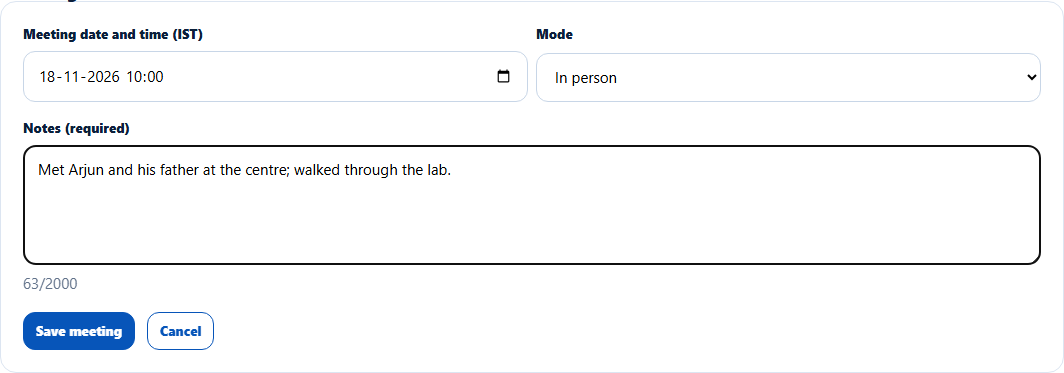 Meeting date and time (IST)
Mode
18-11-2026 10:00
In person
Notes (required)
Met Arjun and his father at the centre; walked through the lab.
63/2000
Save meeting
Cancel